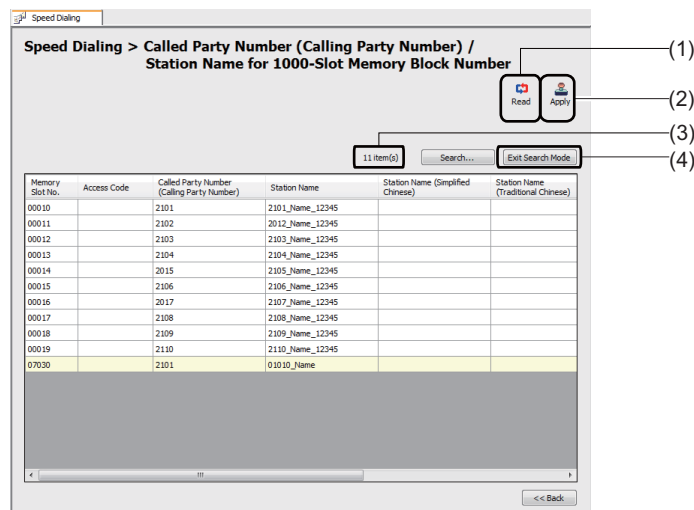 Speed Dialing
Speed Dialing > Called Party Number (Calling Party Number) /
Station Name for 1000-Slot Memory Block Number
(1)
Read Apply
(2)
(3)
11 item(s) Search... Exit Search Mode
(4)
Memory Slot No. Access Code Called Party Number (Calling Party Number) Station Name Station Name (Simplified Chinese) Station Name (Traditional Chinese)
00010 2101 2101_Name_12345
00011 2102 2012_Name_12345
00012 2103 2103_Name_12345
00013 2104 2104_Name_12345
00014 2015 2105_Name_12345
00015 2106 2106_Name_12345
00016 2017 2107_Name_12345
00017 2108 2108_Name_12345
00018 2109 2109_Name_12345
00019 2110 2110_Name_12345
07030 2101 01010_Name
<< Back